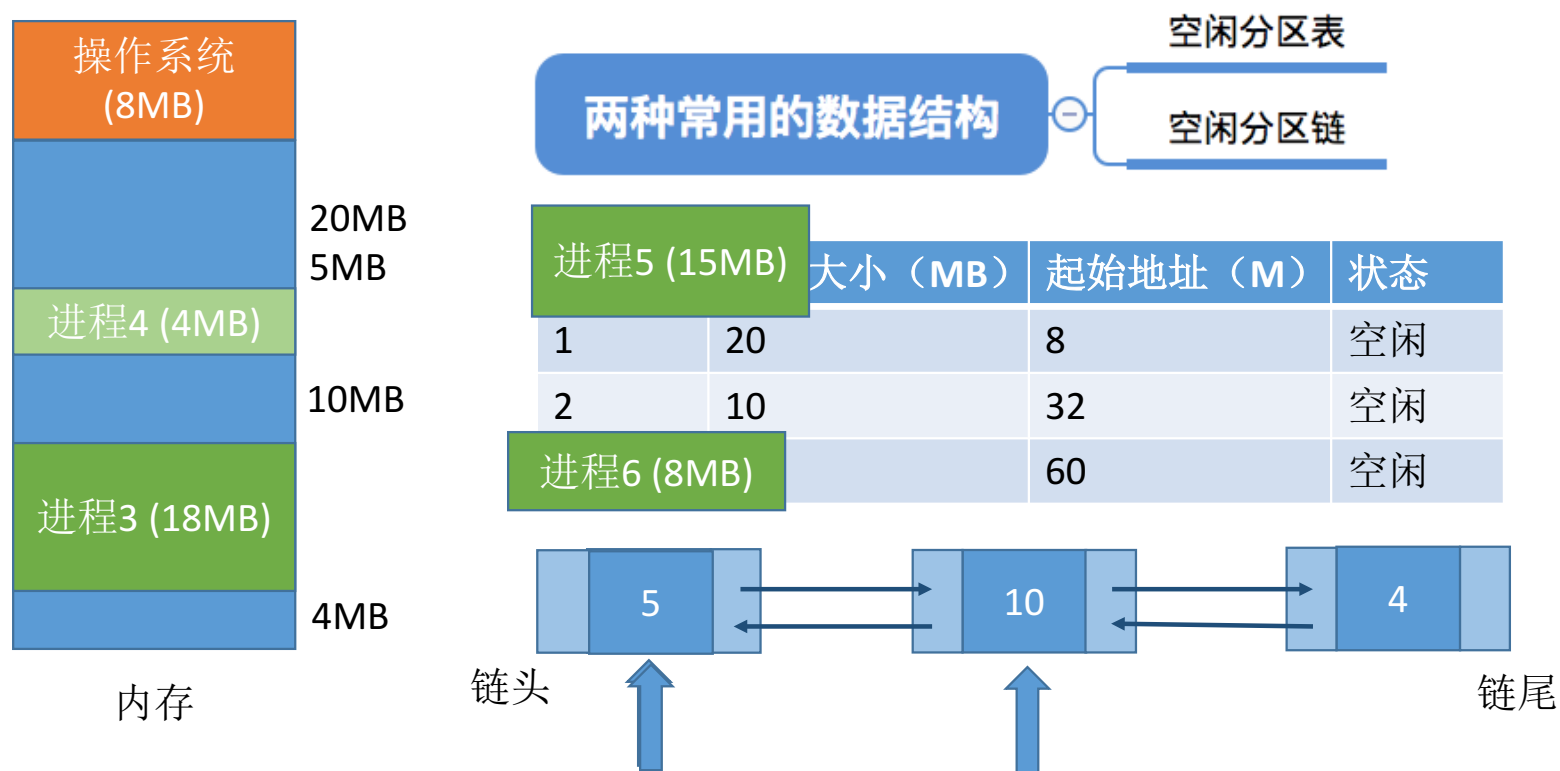 操作系统
(8MB)
20MB
5MB
进程4 (4MB)
10MB
进程3 (18MB)
4MB
内存
两种常用的数据结构
空闲分区表
空闲分区链
进程5 (15MB)
大小（MB） 起始地址（M） 状态
1 20 8 空闲
2 10 32 空闲
进程6 (8MB) 60 空闲
5 10 4
链头
链尾